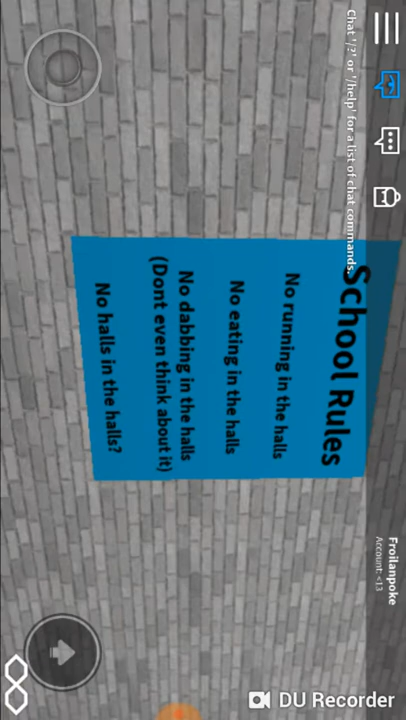 Chat '/?' or '/help' for a list of chat commands.
Froilanpoke
Account: <13
School Rules
No running in the halls
No eating in the halls
No dabbing in the halls
(Dont even think about it)
No halls in the halls?
DU Recorder